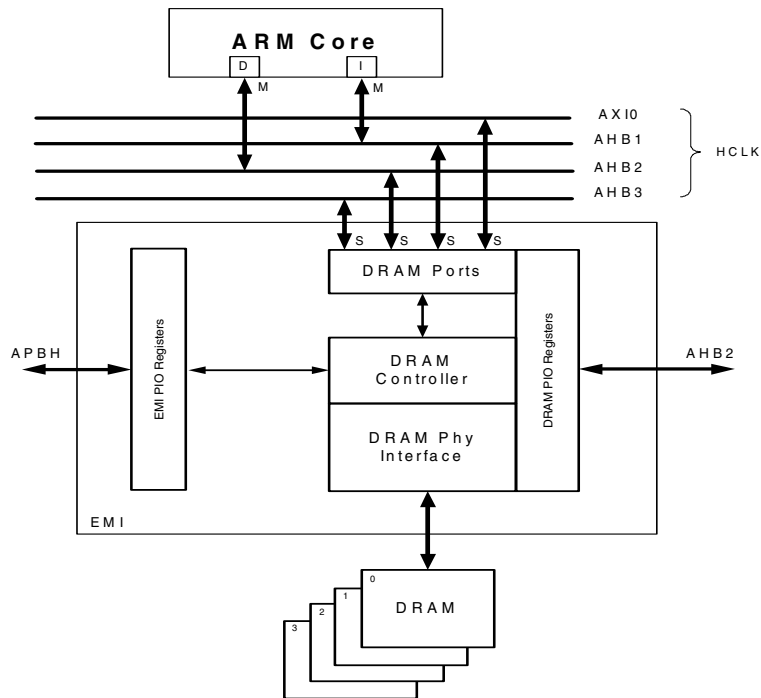 ARM Core
D
I
M
M
AXI0
AHB1
AHB2
AHB3
HCLK
S
S
S
S
DRAM Ports
EMI PIO Registers
DRAM PIO Registers
APBH
AHB2
DRAM
Controller
DRAM Phy
Interface
EMI
0
DRAM
1
2
3